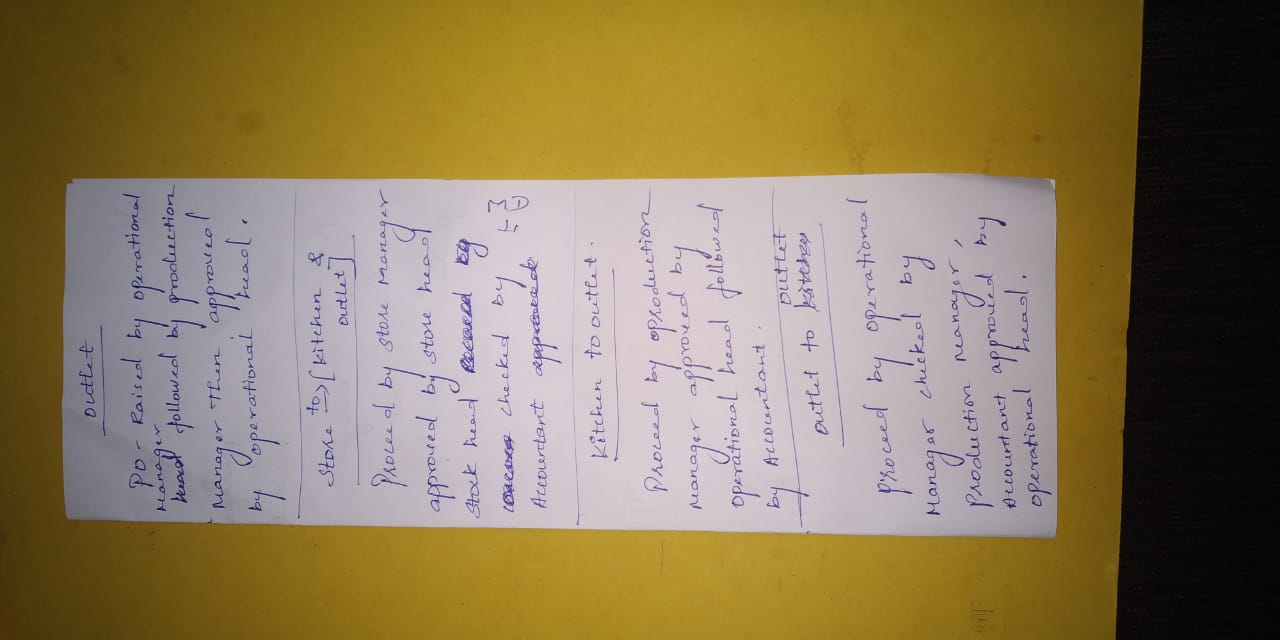 Outlet
PO - Raised by operational
Manager followed by production
Manager then approved
by operational head.
Store to => [kitchen &
outlet]
Proceed by store Manager
approved by store head
Stock head
checked by
Accountant
Kitchen to outlet.
Proceed by oproduction
Manager approved by
operational head followed
by Accountant.
outlet
outlet to kitchen
Proceed by operational
Manager checked by
Production Manager,
Accountant approved by
operational head.